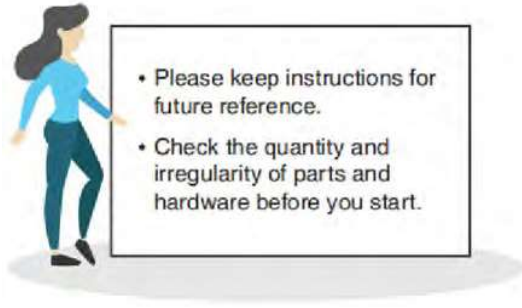 • Please keep instructions for
future reference.
• Check the quantity and
irregularity of parts and
hardware before you start.